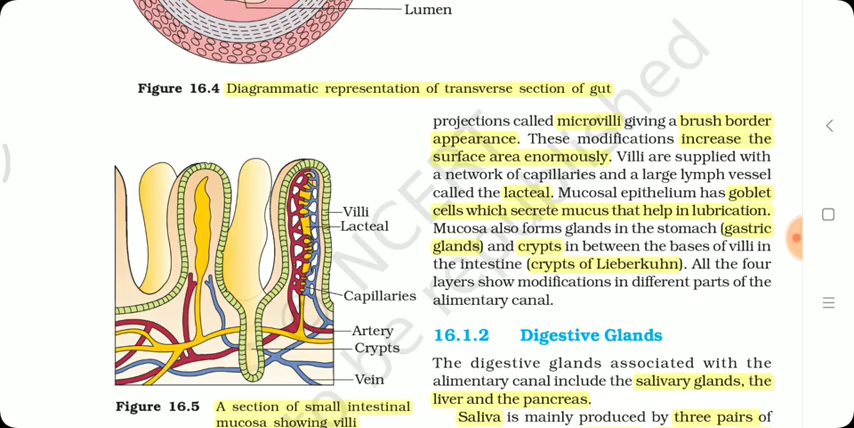 Lumen
Figure 16.4 Diagrammatic representation of transverse section of gut
projections called microvilli giving a brush border
appearance. These modifications increase the
surface area enormously. Villi are supplied with
a network of capillaries and a large lymph vessel
called the lacteal. Mucosal epithelium has goblet
cells which secrete mucus that help in lubrication.
Mucosa also forms glands in the stomach (gastric
glands) and crypts in between the bases of villi in
the intestine (crypts of Lieberkuhn). All the four
layers show modifications in different parts of the
alimentary canal.
Villi
Lacteal
Capillaries
Artery
Crypts
Vein
Figure 16.5 A section of small intestinal
mucosa showing villi
16.1.2 Digestive Glands
The digestive glands associated with the
alimentary canal include the salivary glands, the
liver and the pancreas.
Saliva is mainly produced by three pairs of
© NCERT
to be republished